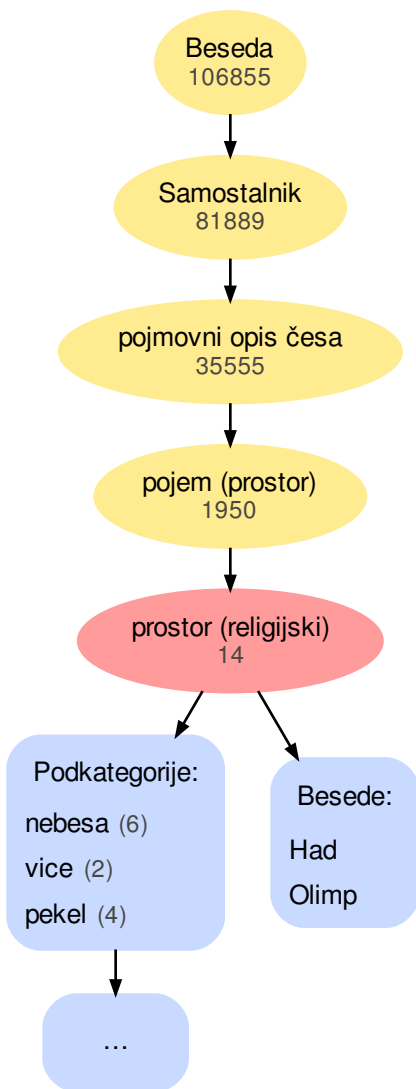 Beseda
106855
Samostalnik
81889
pojmovni opis česa
35555
pojem (prostor)
1950
prostor (religijski)
14
Podkategorije:
nebesa (6)
vice (2)
pekel (4)
Besede:
Had
Olimp
...